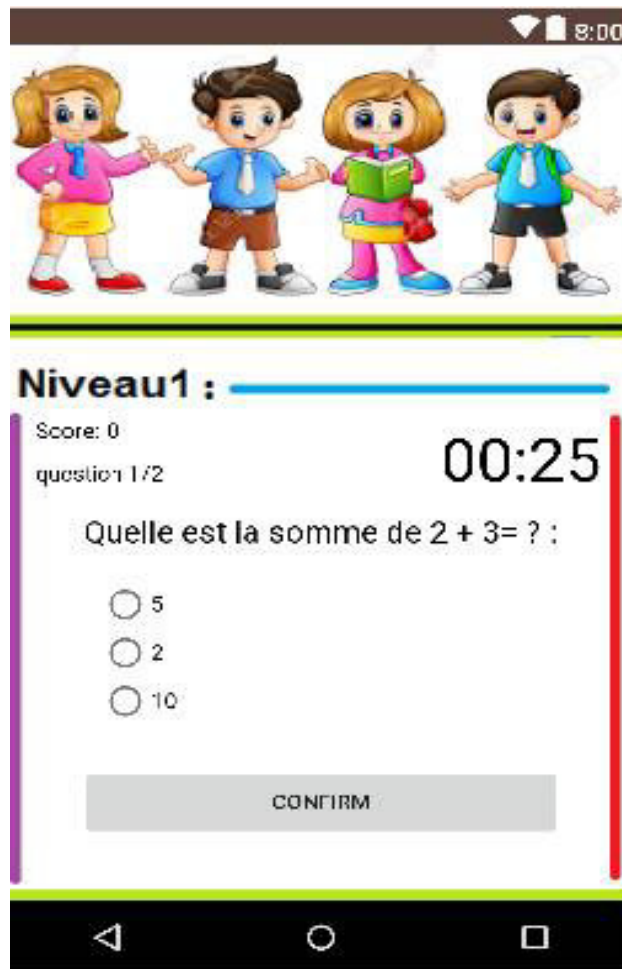 8:00
Niveau1 :
Score: 0
00:25
question 1/2
Quelle est la somme de 2 + 3= ? :
5
2
10
CONFIRM